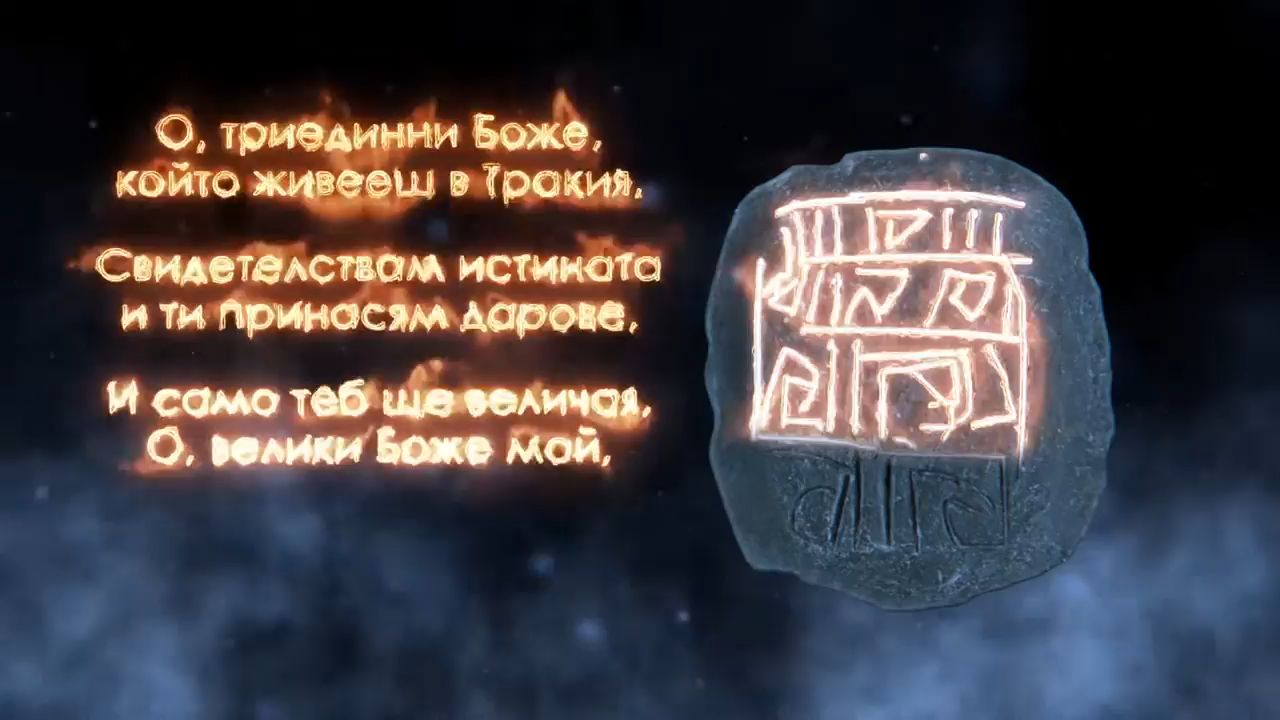 О, триединни Боже,
който живееш в Тракия.
Свидетелствам истината
и ти принасям дарове,
И само теб ще величая,
О, велики Боже мой,